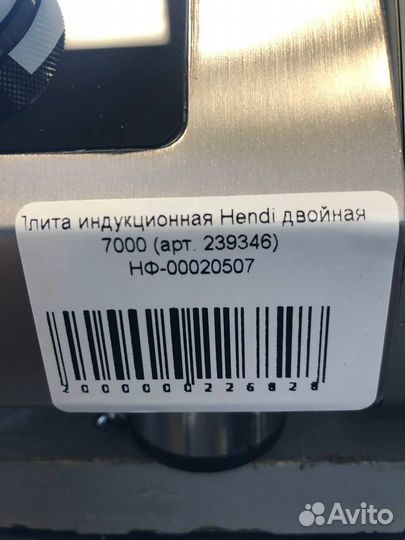 Плита индукционная Hendi двойная
7000 (арт. 239346)
НФ-00020507
2000000226828
Avito